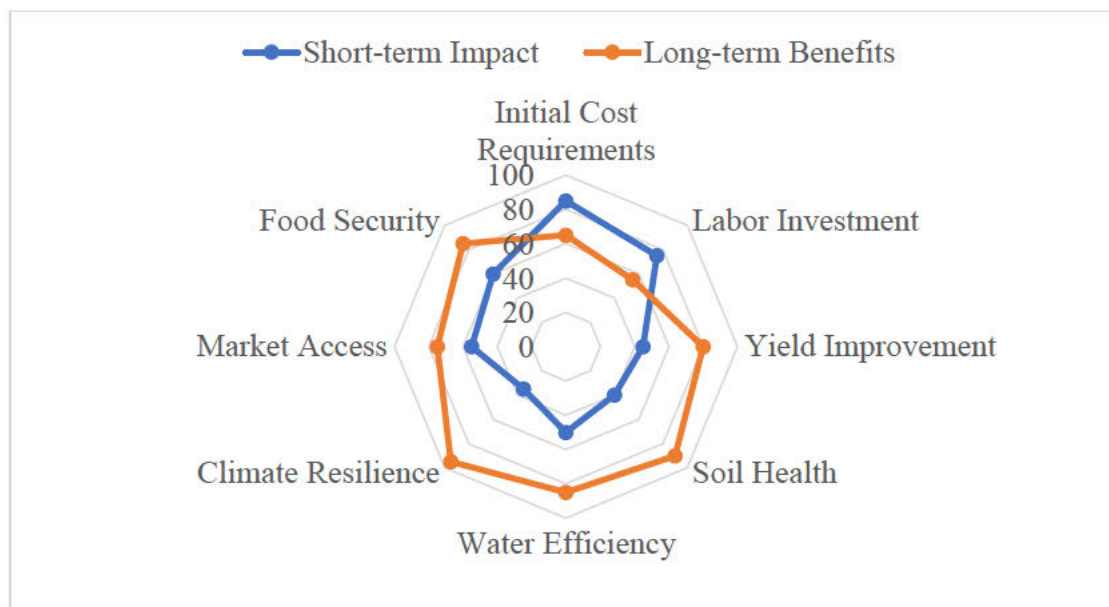 Short-term Impact
Long-term Benefits
Initial Cost
Requirements
100
80
60
40
20
0
Labor Investment
Yield Improvement
Soil Health
Water Efficiency
Climate Resilience
Market Access
Food Security